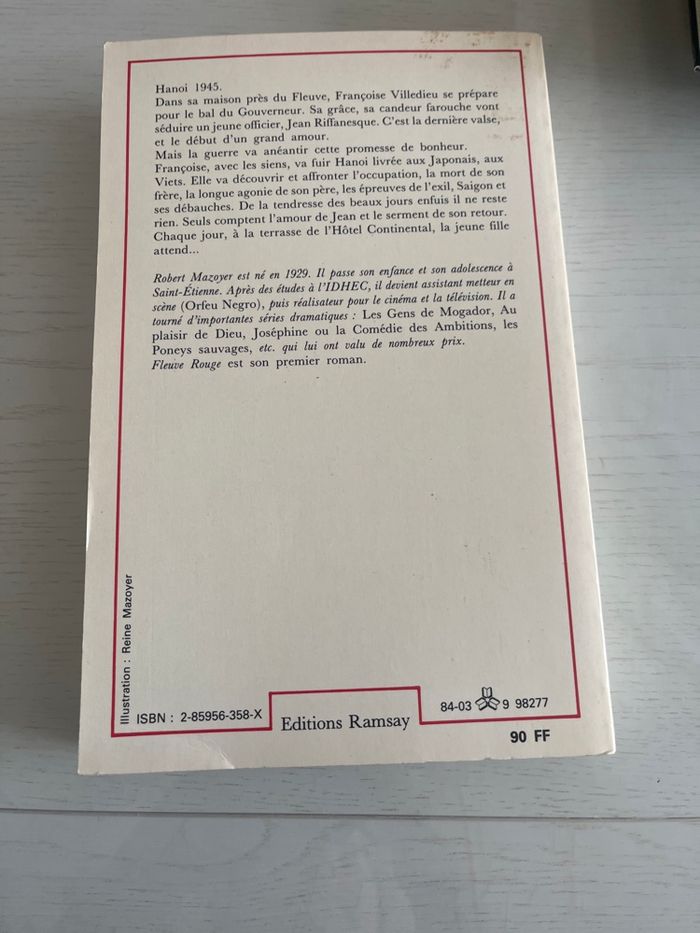 Hanoi 1945.
Dans sa maison près du Fleuve, Françoise Villedieu se prépare
pour le bal du Gouverneur. Sa grâce, sa candeur farouche vont
séduire un jeune officier, Jean Riffanesque. C'est la dernière valse,
et le début d'un grand amour.
Mais la guerre va anéantir cette promesse de bonheur.
Françoise, avec les siens, va fuir Hanoi livrée aux Japonais, aux
Viets. Elle va découvrir et affronter l'occupation, la mort de son
frère, la longue agonie de son père, les épreuves de l'exil, Saigon et
ses débauches. De la tendresse des beaux jours enfuis il ne reste
rien. Seuls comptent l'amour de Jean et le serment de son retour.
Chaque jour, à la terrasse de l'Hôtel Continental, la jeune fille
attend...
Robert Mazoyer est né en 1929. Il passe son enfance et son adolescence à
Saint-Étienne. Après des études à l'IDHEC, il devient assistant metteur en
scène (Orfeu Negro), puis réalisateur pour le cinéma et la télévision. Il a
tourné d'importantes séries dramatiques : Les Gens de Mogador, Au
plaisir de Dieu, Joséphine ou la Comédie des Ambitions, les
Poneys sauvages, etc. qui lui ont valu de nombreux prix.
Fleuve Rouge est son premier roman.
Illustration : Reine Mazoyer
ISBN : 2-85956-358-X
Editions Ramsay
84-03 9 98277
90 FF